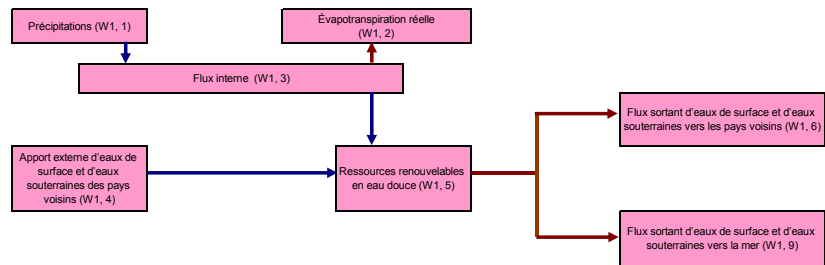 Précipitations (W1, 1)
Évapotranspiration réelle
(W1, 2)
Flux interne (W1, 3)
Flux sortant d'eaux de surface et d'eaux
souterraines vers les pays voisins (W1, 6)
Apport externe d'eaux de
surface et d'eaux
souterraines des pays
voisins (W1, 4)
Ressources renouvelables
en eau douce (W1, 5)
Flux sortant d'eaux de surface et d'eaux
souterraines vers la mer (W1, 9)